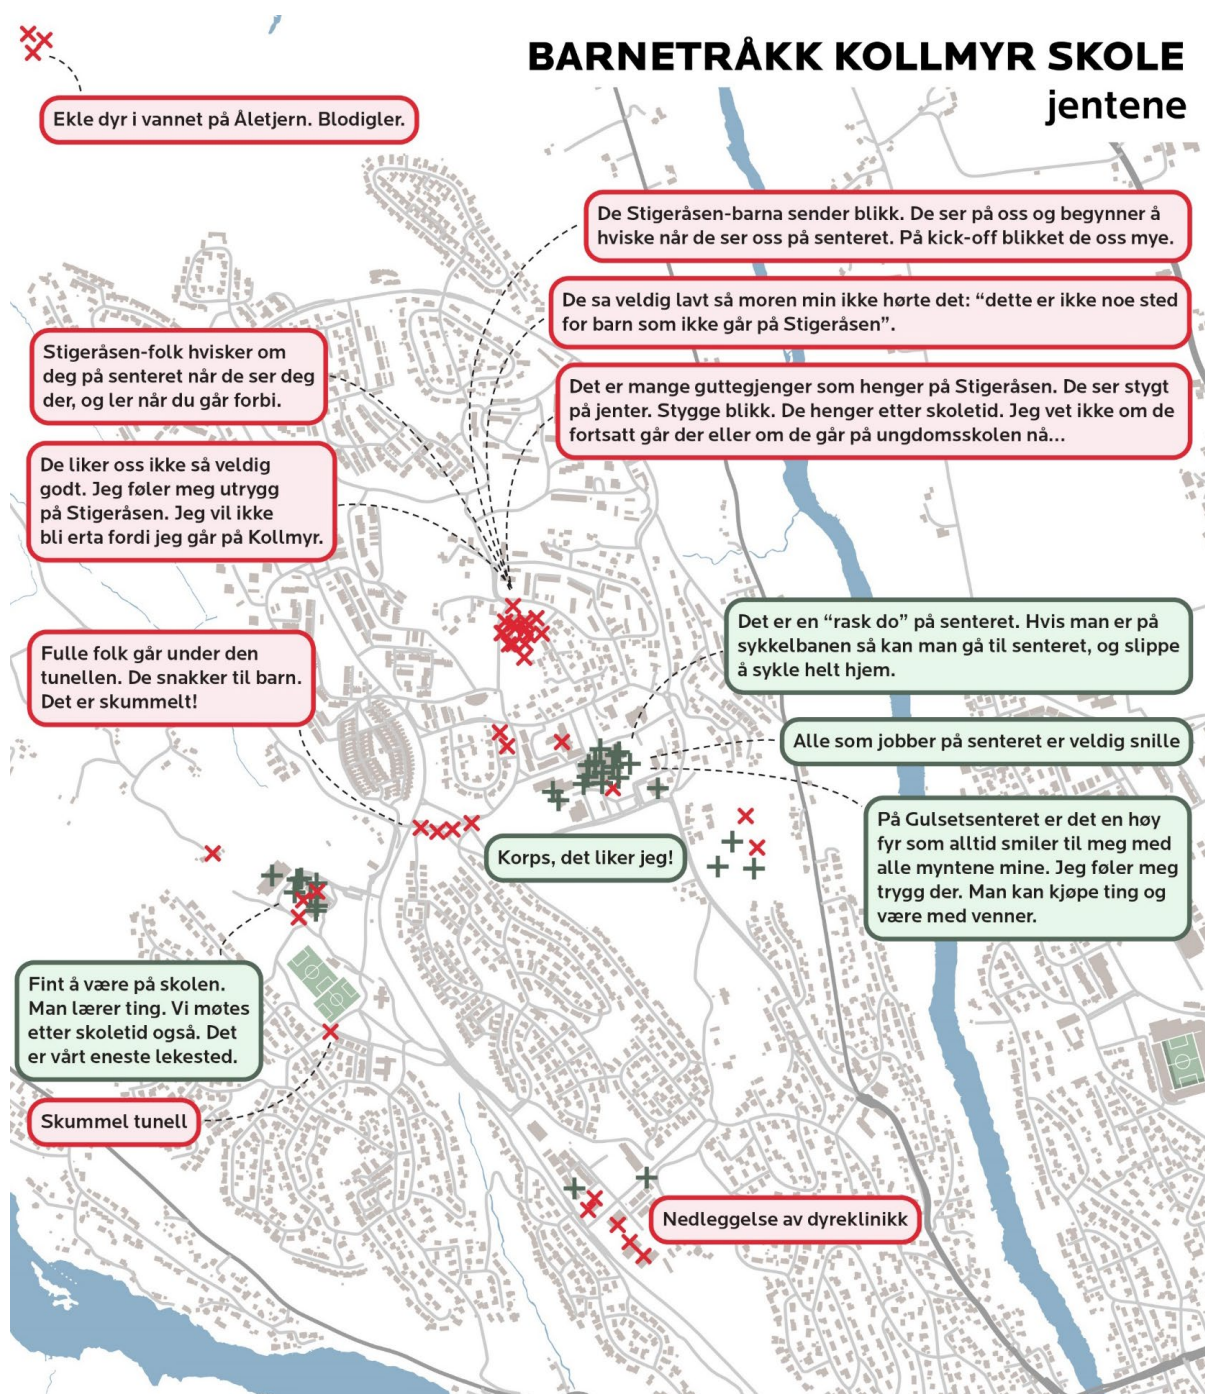 BARNETRÅKK KOLLMYR SKOLE
jentene
Ekle dyr i vannet på Åletjern. Blodigler.
De Stigeråsen-barna sender blikk. De ser på oss og begynner å
hviske når de ser oss på senteret. På kick-off blikket de oss mye.
De sa veldig lavt så moren min ikke hørte det: “dette er ikke noe sted
for barn som ikke går på Stigeråsen”.
Stigeråsen-folk hvisker om
deg på senteret når de ser deg
der, og ler når du går forbi.
Det er mange guttegjenger som henger på Stigeråsen. De ser stygt
på jenter. Stygge blikk. De henger etter skoletid. Jeg vet ikke om de
fortsatt går der eller om de går på ungdomsskolen nå...
De liker oss ikke så veldig
godt. Jeg føler meg utrygg
på Stigeråsen. Jeg vil ikke
bli erta fordi jeg går på Kollmyr.
Det er en “rask do” på senteret. Hvis man er på
sykkelbanen så kan man gå til senteret, og slippe
å sykle helt hjem.
Fulle folk går under den
tunellen. De snakker til barn.
Det er skummelt!
Alle som jobber på senteret er veldig snille
På Gulsetsenteret er det en høy
fyr som alltid smiler til meg med
alle myntene mine. Jeg føler meg
trygg der. Man kan kjøpe ting og
være med venner.
Korps, det liker jeg!
Fint å være på skolen.
Man lærer ting. Vi møtes
etter skoletid også. Det
er vårt eneste lekested.
Skummel tunell
Nedleggelse av dyreklinikk